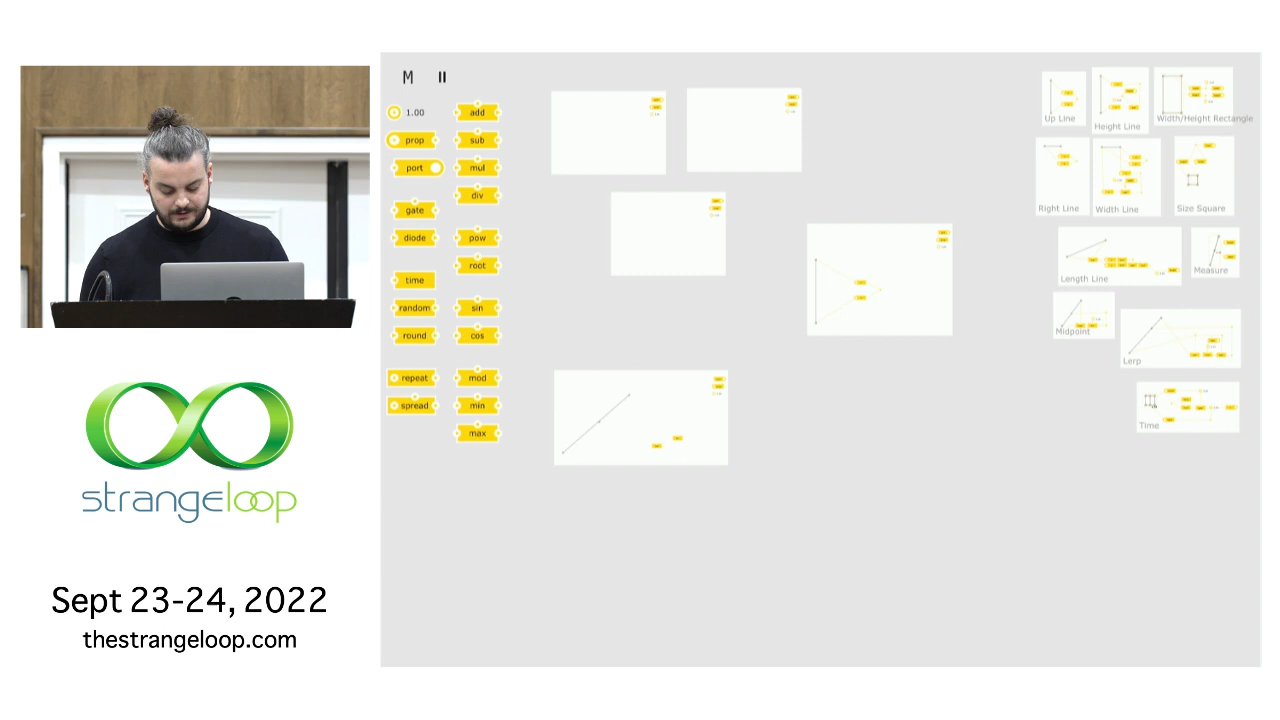 M
1.00
add
prop
sub
port
mul
div
gate
diode
pow
root
time
random
sin
round
cos
repeat
mod
spread
min
max
Up Line
Height Line
Width/Height Rectangle
Right Line
Width Line
Size Square
Length Line
Measure
Midpoint
Lerp
Time
strangeloop
Sept 23-24, 2022
thestrangeloop.com